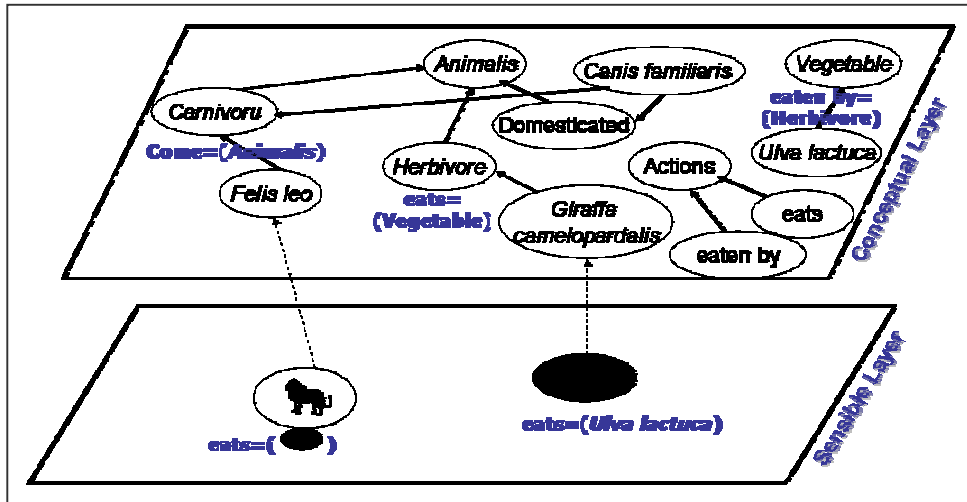 Animalis
Canis familiaris
Vegetable
Carnivoru
Domesticated
eaten by=
(Herbivore)
Come=(Animalis)
Herbivore
Actions
Ulva lactuca
Felis leo
eats=
(Vegetable)
Giraffa
camelopardalis
eats
eaten by
Conceptual Layer
eats=( )
eats=(Ulva lactuca)
Sensible Layer